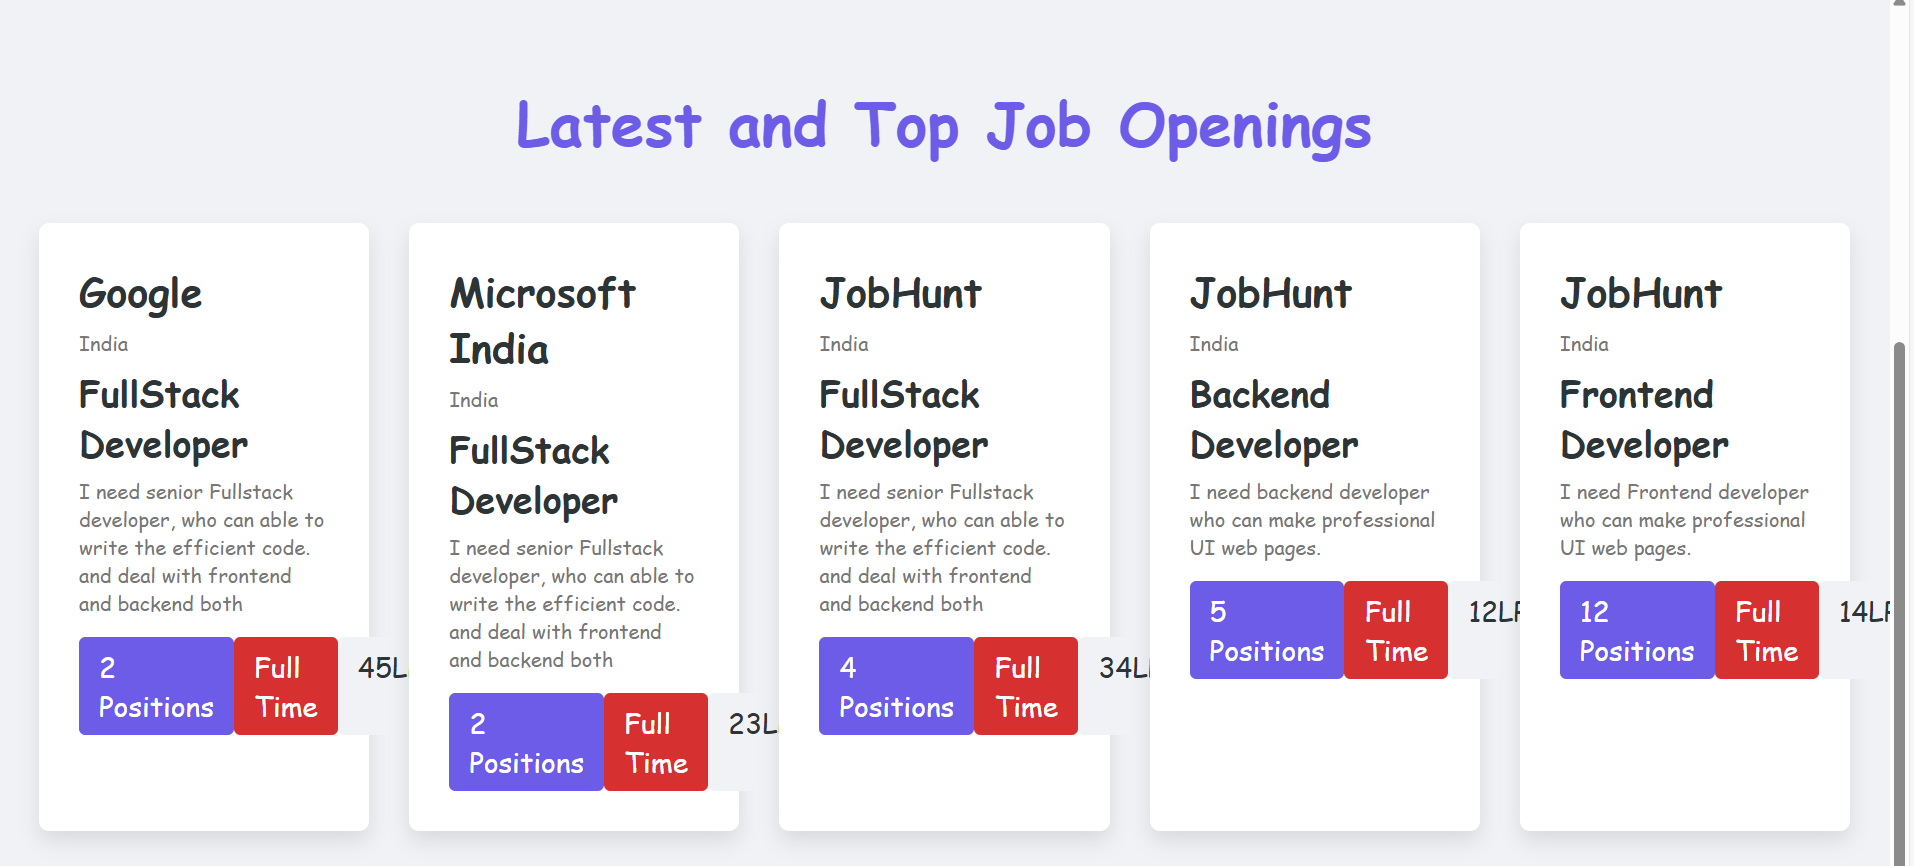 Latest and Top Job Openings
Google
India
FullStack
Developer
I need senior Fullstack
developer, who can able to
write the efficient code.
and deal with frontend
and backend both
2
Positions
Full
Time
Microsoft
India
India
FullStack
Developer
I need senior Fullstack
developer, who can able to
write the efficient code.
and deal with frontend
and backend both
2
Positions
Full
Time
JobHunt
India
FullStack
Developer
I need senior Fullstack
developer, who can able to
write the efficient code.
and deal with frontend
and backend both
4
Positions
Full
Time
JobHunt
India
Backend
Developer
I need backend developer
who can make professional
UI web pages.
5
Positions
Full
Time
JobHunt
India
Frontend
Developer
I need Frontend developer
who can make professional
UI web pages.
12
Positions
Full
Time